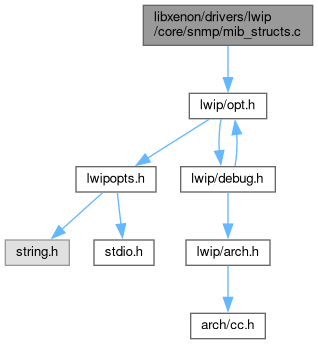 libxenon/drivers/lwip
/core/snmp/mib_structs.c
lwip/opt.h
lwipopts.h
lwip/debug.h
string.h
stdio.h
lwip/arch.h
arch/cc.h